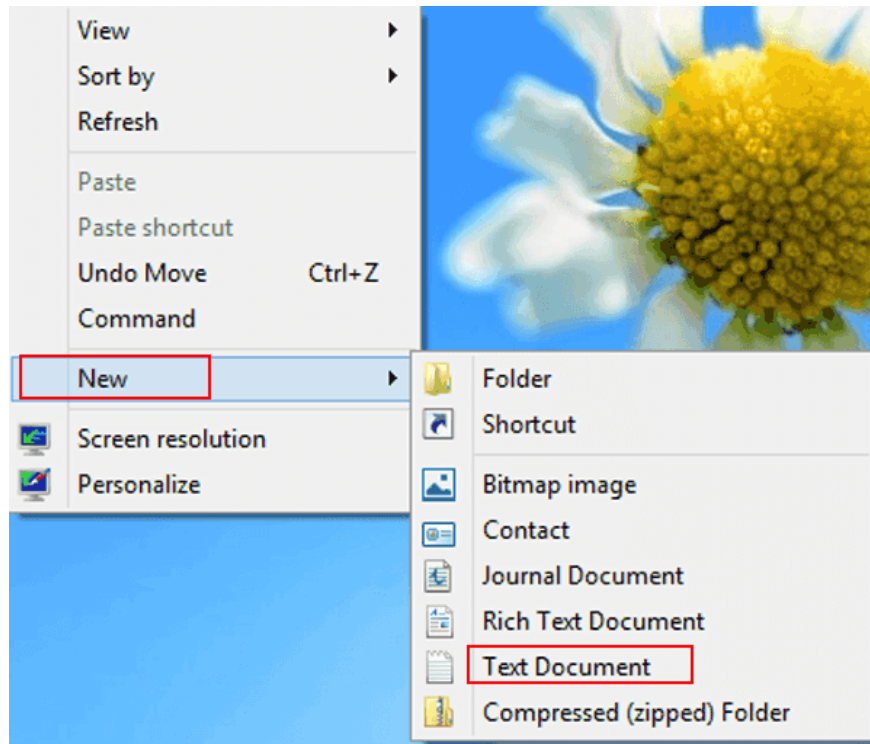 View
Sort by
Refresh
Paste
Paste shortcut
Undo Move Ctrl+Z
Command
New
Screen resolution
Personalize
Folder
Shortcut
Bitmap image
Contact
Journal Document
Rich Text Document
Text Document
Compressed (zipped) Folder